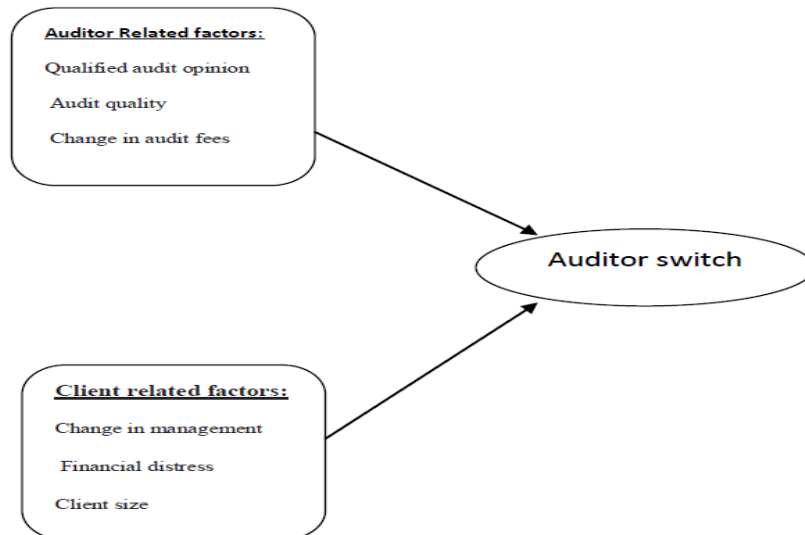 Auditor Related factors:
Qualified audit opinion
Audit quality
Change in audit fees
Auditor switch
Client related factors:
Change in management
Financial distress
Client size